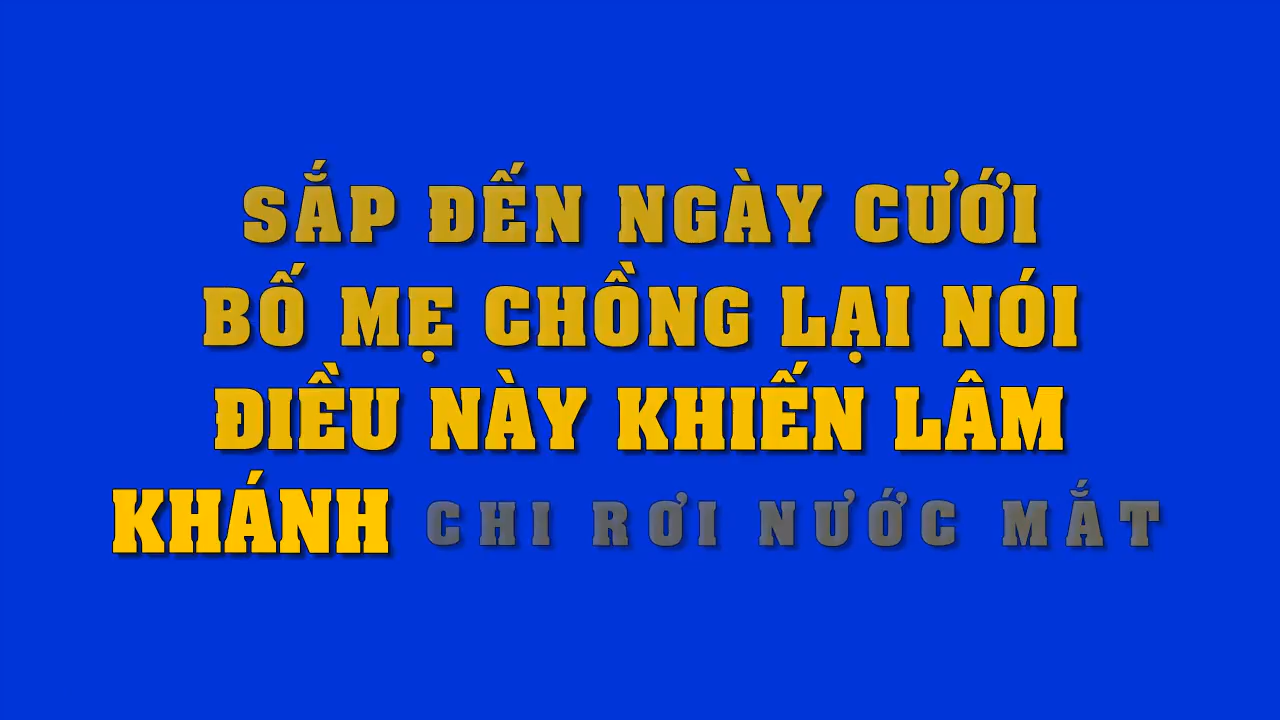 SẮP ĐẾN NGÀY CƯỚI
BỐ MẸ CHỒNG LẠI NÓI
ĐIỀU NÀY KHIẾN LÂM
KHÁNH CHI RƠI NƯỚC MẮT